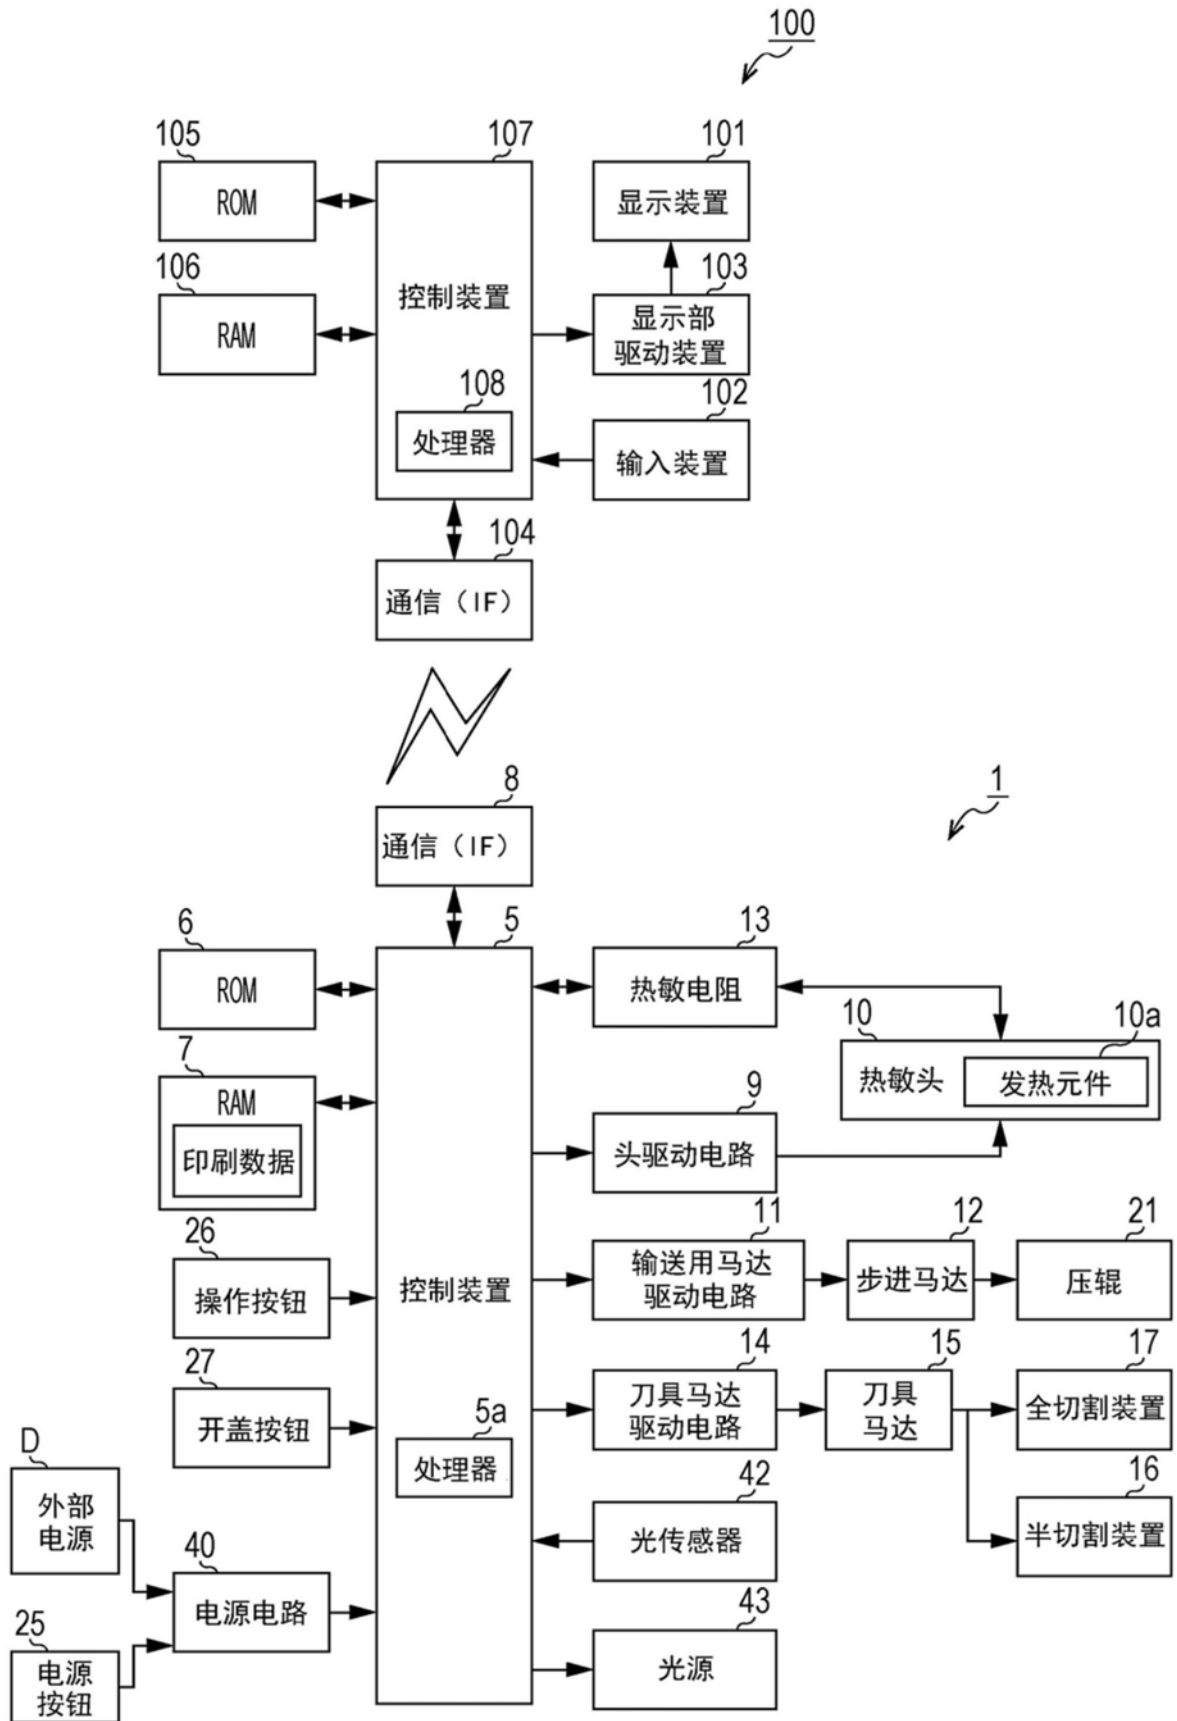 100
105
107
101
ROM
显示装置
106
103
RAM
控制装置
显示部
驱动装置
108
102
处理器
输入装置
104
通信（IF）
8
1
通信（IF）
6
5
13
ROM
热敏电阻
10
10a
7
热敏头
发热元件
RAM
9
印刷数据
头驱动电路
26
11
12
21
操作按钮
控制装置
输送用马达
驱动电路
步进马达
压辊
27
14
15
17
开盖按钮
5a
刀具马达
驱动电路
刀具
马达
全切割装置
D
处理器
42
16
外部
电源
光传感器
半切割装置
40
电源电路
25
43
电源
按钮
光源